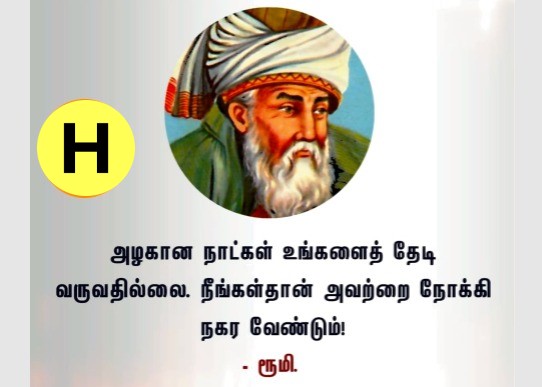 H
அழகான நாட்கள் உங்களைத் தேடி
வருவதில்லை. நீங்கள்தான் அவற்றை நோக்கி
நகர வேண்டும்!
- ரூமி.